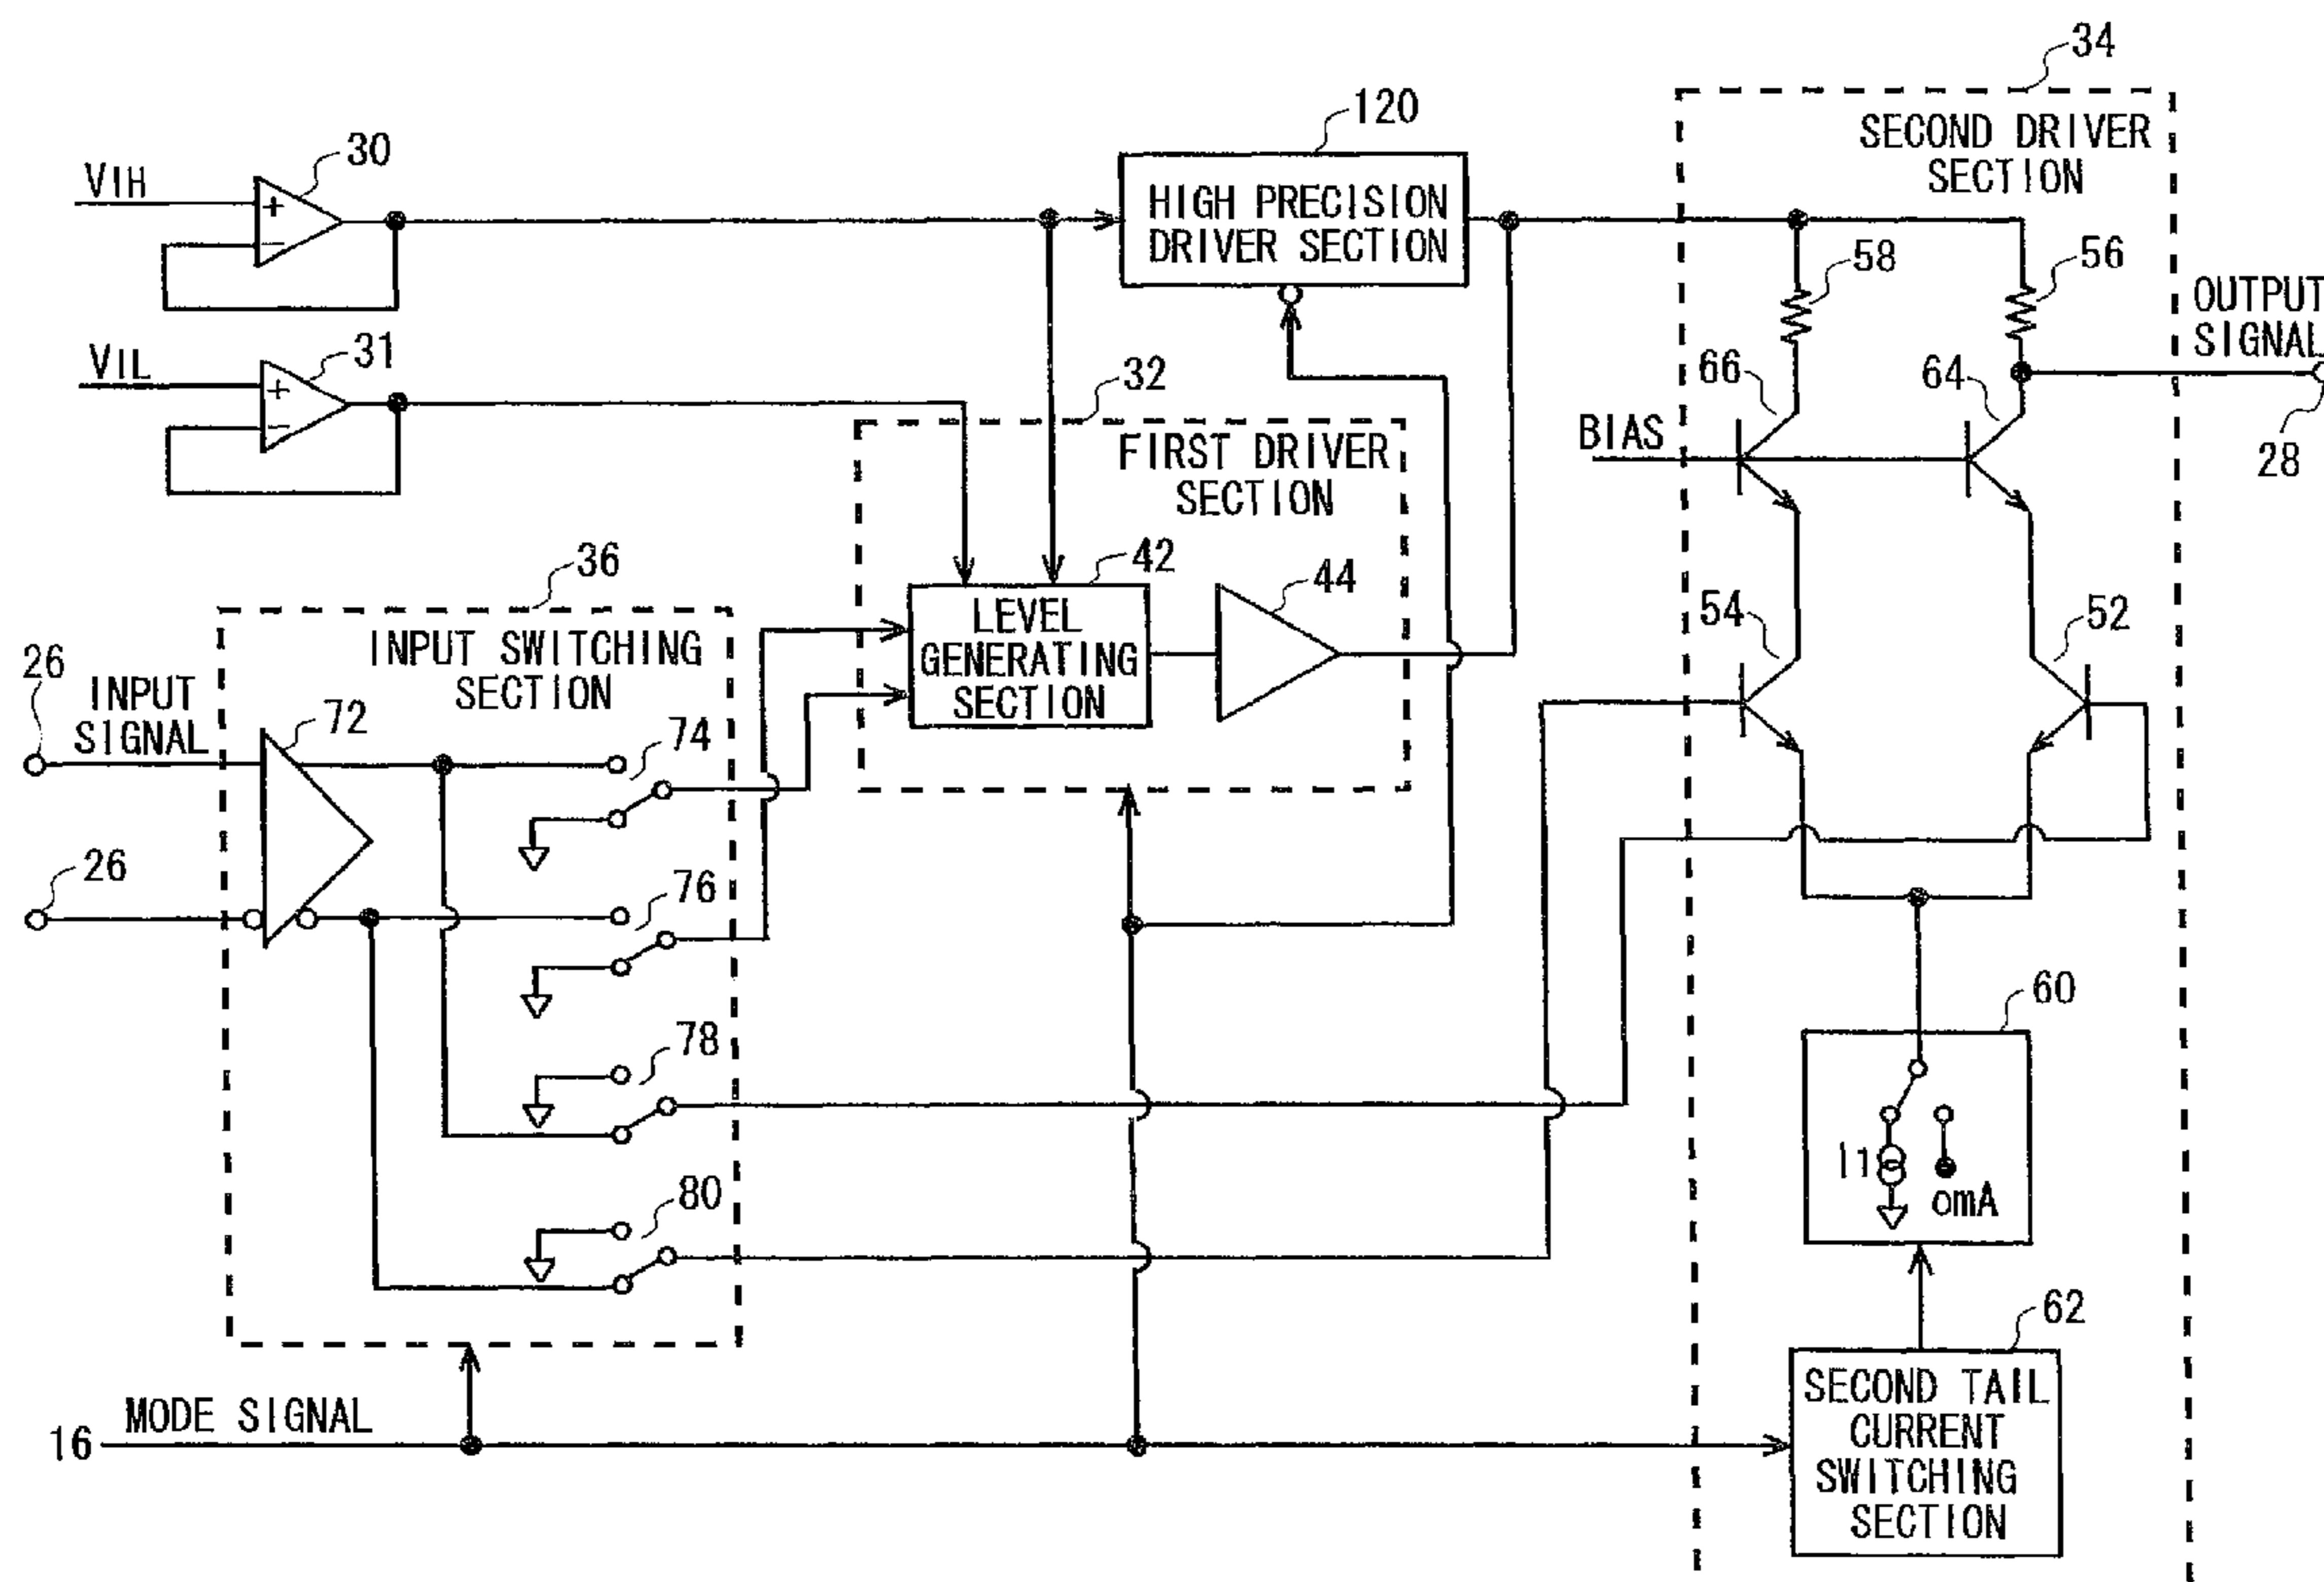 34
120
SECOND DRIVER
SECTION
30
VIH
+
−
HIGH PRECISION
DRIVER SECTION
58
56
OUTPUT
SIGNAL
VIL
31
+
−
32
66
64
FIRST DRIVER
SECTION
BIAS
28
36
42
44
LEVEL
GENERATING
SECTION
54
52
INPUT SWITCHING
SECTION
26
INPUT
SIGNAL
72
74
26
76
60
78
I1
0mA
80
62
MODE SIGNAL
16
SECOND TAIL
CURRENT
SWITCHING
SECTION